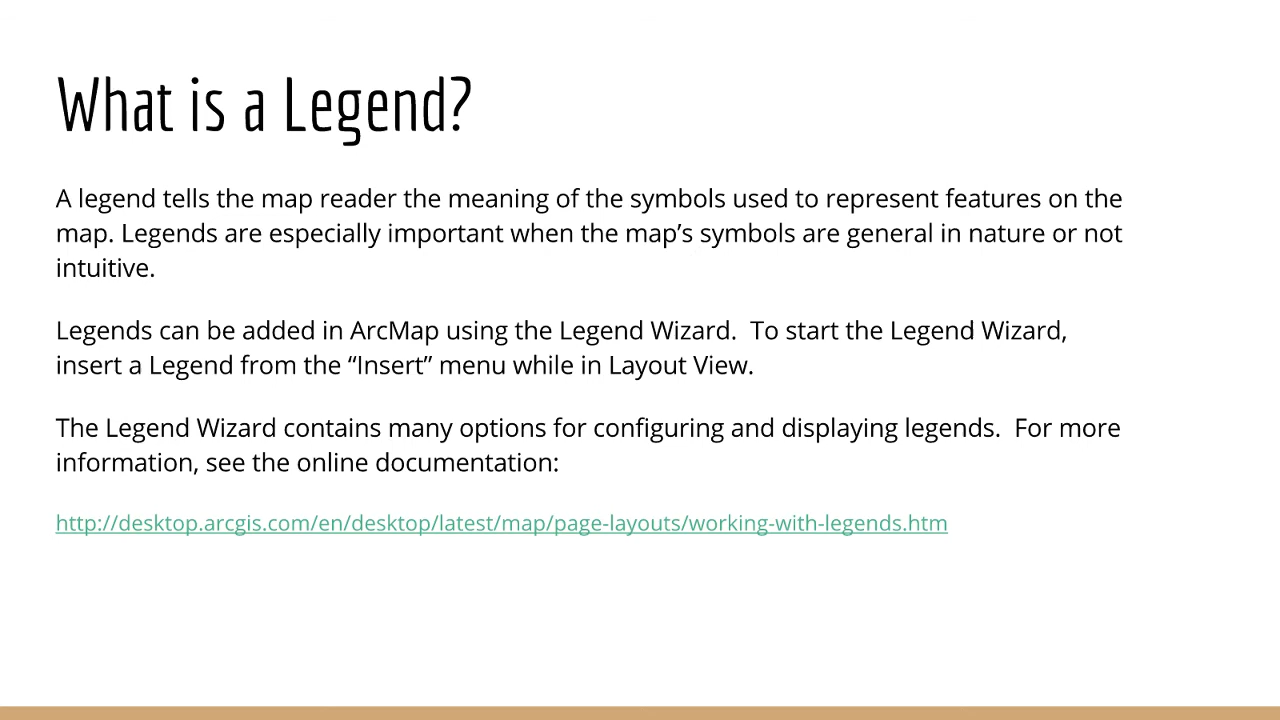 What is a Legend?
A legend tells the map reader the meaning of the symbols used to represent features on the
map. Legends are especially important when the map’s symbols are general in nature or not
intuitive.
Legends can be added in ArcMap using the Legend Wizard.  To start the Legend Wizard,
insert a Legend from the “Insert” menu while in Layout View.
The Legend Wizard contains many options for configuring and displaying legends.  For more
information, see the online documentation:
http://desktop.arcgis.com/en/desktop/latest/map/page-layouts/working-with-legends.htm